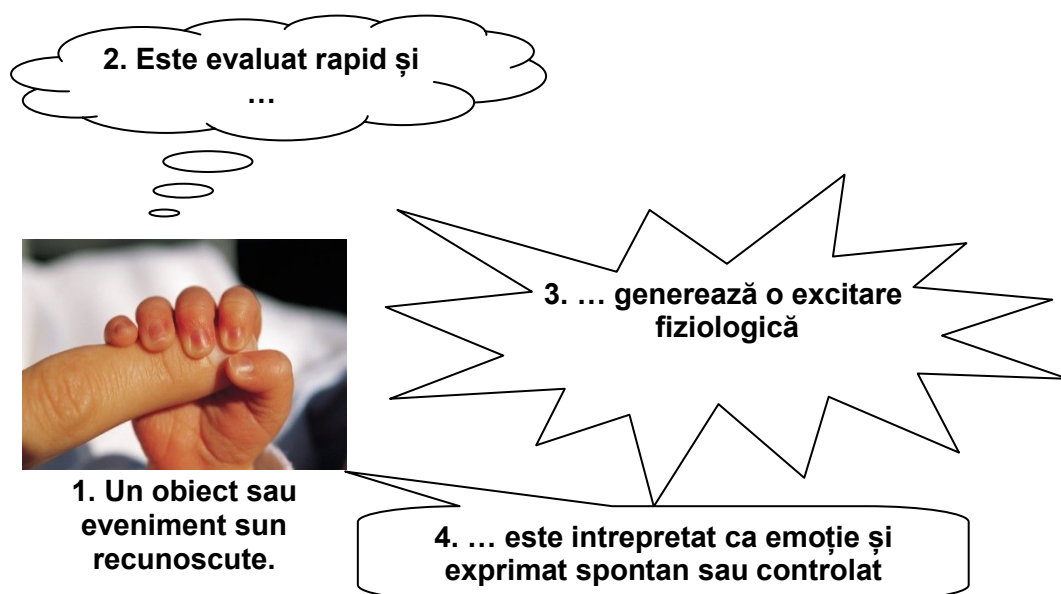 2. Este evaluat rapid și
…
3. … generează o excitare
fiziologică
1. Un obiect sau
eveniment sun
recunoscute.
4. … este intrepretat ca emoție și
exprimat spontan sau controlat